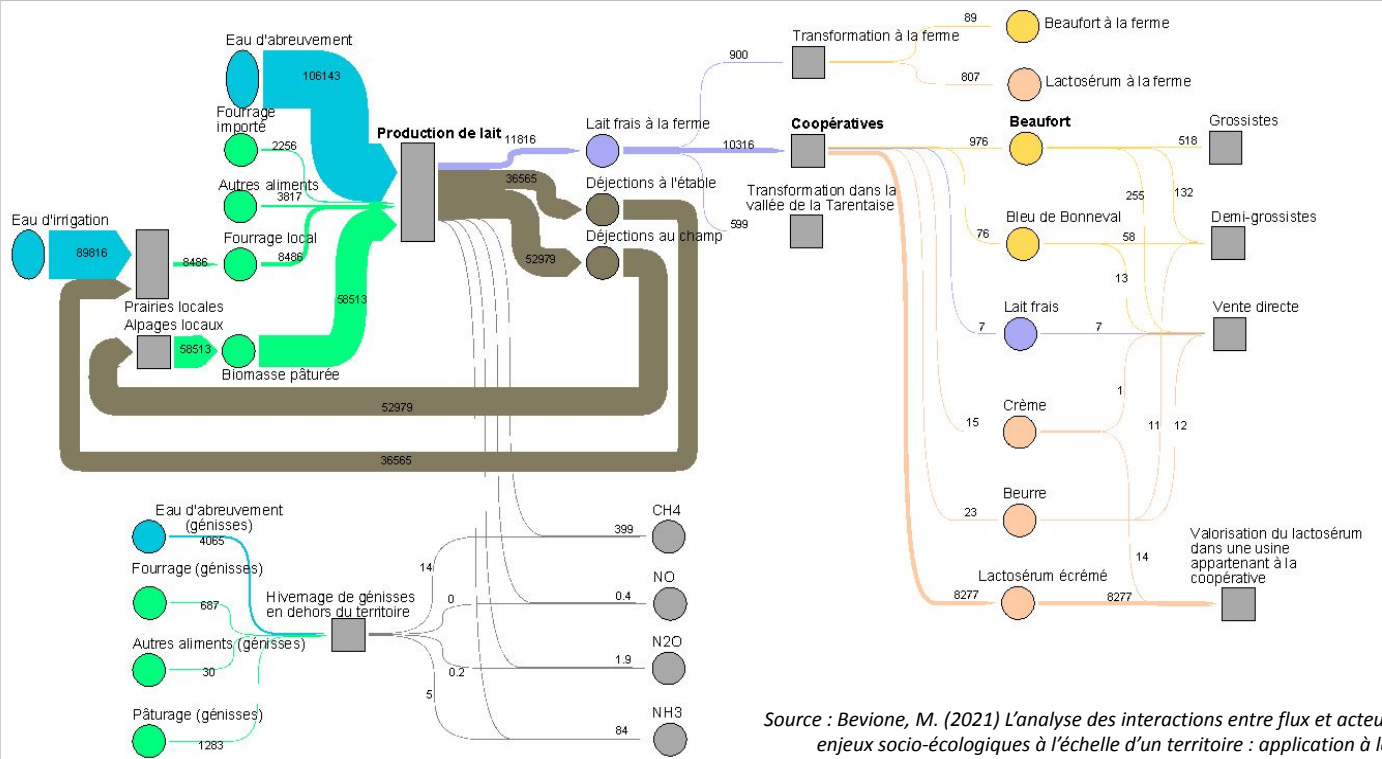 Eau d'abreuvement
106143
Fourrage
importé
2256
Autres aliments
3817
Eau d'irrigation
89816
Fourrage local
8486
8486
Prairies locales
Alpages locaux
58513
58513
Biomasse pâturée
Production de lait
11816
36565
52979
Lait frais à la ferme
Déjections à l'étable
Déjections au champ
52979
36565
900
10316
599
Transformation à la ferme
89
Beaufort à la ferme
807
Lactosérum à la ferme
Coopératives
Transformation dans la
vallée de la Tarentaise
976
Beaufort
518
Grossistes
255
132
76
Bleu de Bonneval
58
Demi-grossistes
13
7
Lait frais
7
Vente directe
15
Crème
1
11
12
23
Beurre
14
Valorisation du lactosérum
dans une usine
appartenant à la
coopérative
8277
Lactosérum écrémé
8277
Eau d'abreuvement
(génisses)
4065
Fourrage (génisses)
687
Autres aliments (génisses)
30
Pâturage (génisses)
1283
Hivernage de génisses
en dehors du territoire
14
0
0.2
5
399
CH4
0.4
NO
1.9
N2O
84
NH3
Source : Bevione, M. (2021) L'analyse des interactions entre flux et acteu
enjeux socio-écologiques à l'échelle d'un territoire : application à l